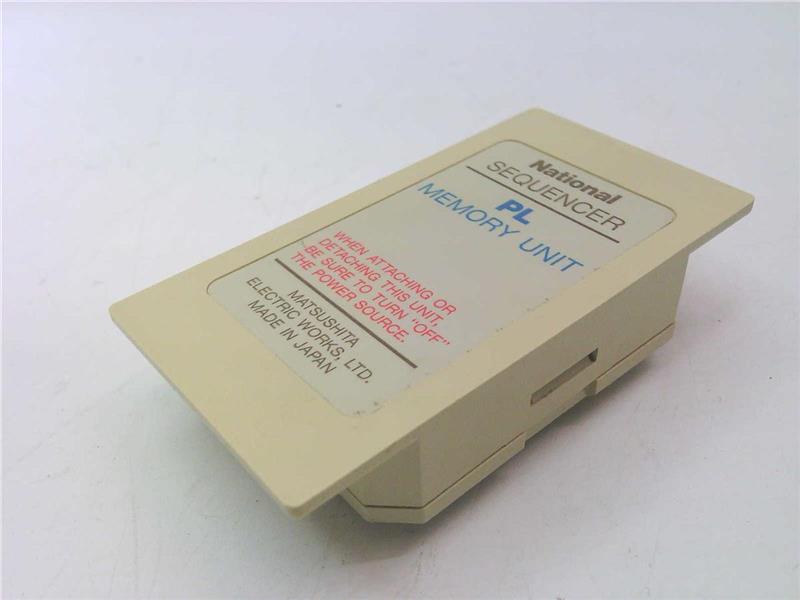 National
SEQUENCER
PL
MEMORY UNIT
WHEN ATTACHING OR
DETACHING THIS UNIT,
BE SURE TO TURN "OFF"
THE POWER SOURCE.
MATSUSHITA
ELECTRIC WORKS, LTD.
MADE IN JAPAN